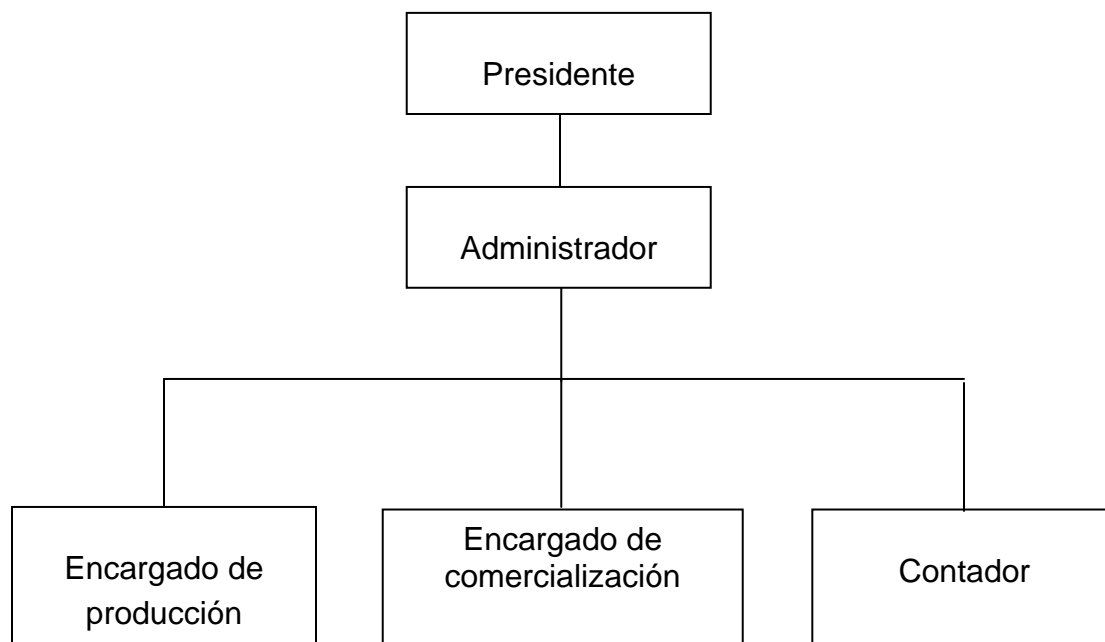 Presidente
Administrador
Encargado de
producción
Encargado de
comercialización
Contador